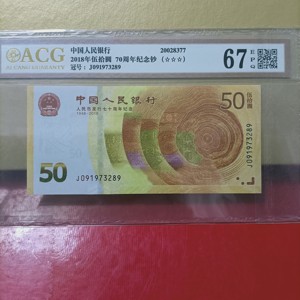 ACG
中国人民银行 20028377
2018年伍拾圆 70周年纪念钞 (☆☆☆)
冠号: J091973289
67 E
P
Q
中国人民银行
人民币发行七十周年纪念
1948-2018
50
伍拾圆
50
J091973289
J091973289